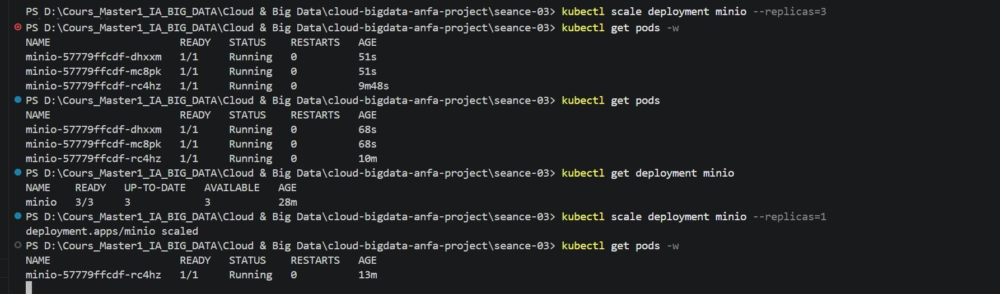 PS D:\Cours_Master1_IA_BIG_DATA\Cloud & Big Data\cloud-bigdata-anfa-project\seance-03> kubectl scale deployment minio --replicas=3
PS D:\Cours_Master1_IA_BIG_DATA\Cloud & Big Data\cloud-bigdata-anfa-project\seance-03> kubectl get pods -w
NAME                     READY   STATUS    RESTARTS   AGE
minio-57779ffcdf-dhxxm   1/1     Running   0          51s
minio-57779ffcdf-mc8pk   1/1     Running   0          51s
minio-57779ffcdf-rc4hz   1/1     Running   0          9m48s
PS D:\Cours_Master1_IA_BIG_DATA\Cloud & Big Data\cloud-bigdata-anfa-project\seance-03> kubectl get pods
NAME                     READY   STATUS    RESTARTS   AGE
minio-57779ffcdf-dhxxm   1/1     Running   0          68s
minio-57779ffcdf-mc8pk   1/1     Running   0          68s
minio-57779ffcdf-rc4hz   1/1     Running   0          10m
PS D:\Cours_Master1_IA_BIG_DATA\Cloud & Big Data\cloud-bigdata-anfa-project\seance-03> kubectl get deployment minio
NAME    READY   UP-TO-DATE   AVAILABLE   AGE
minio   3/3     3            3           28m
PS D:\Cours_Master1_IA_BIG_DATA\Cloud & Big Data\cloud-bigdata-anfa-project\seance-03> kubectl scale deployment minio --replicas=1
deployment.apps/minio scaled
PS D:\Cours_Master1_IA_BIG_DATA\Cloud & Big Data\cloud-bigdata-anfa-project\seance-03> kubectl get pods -w
NAME                     READY   STATUS    RESTARTS   AGE
minio-57779ffcdf-rc4hz   1/1     Running   0          13m